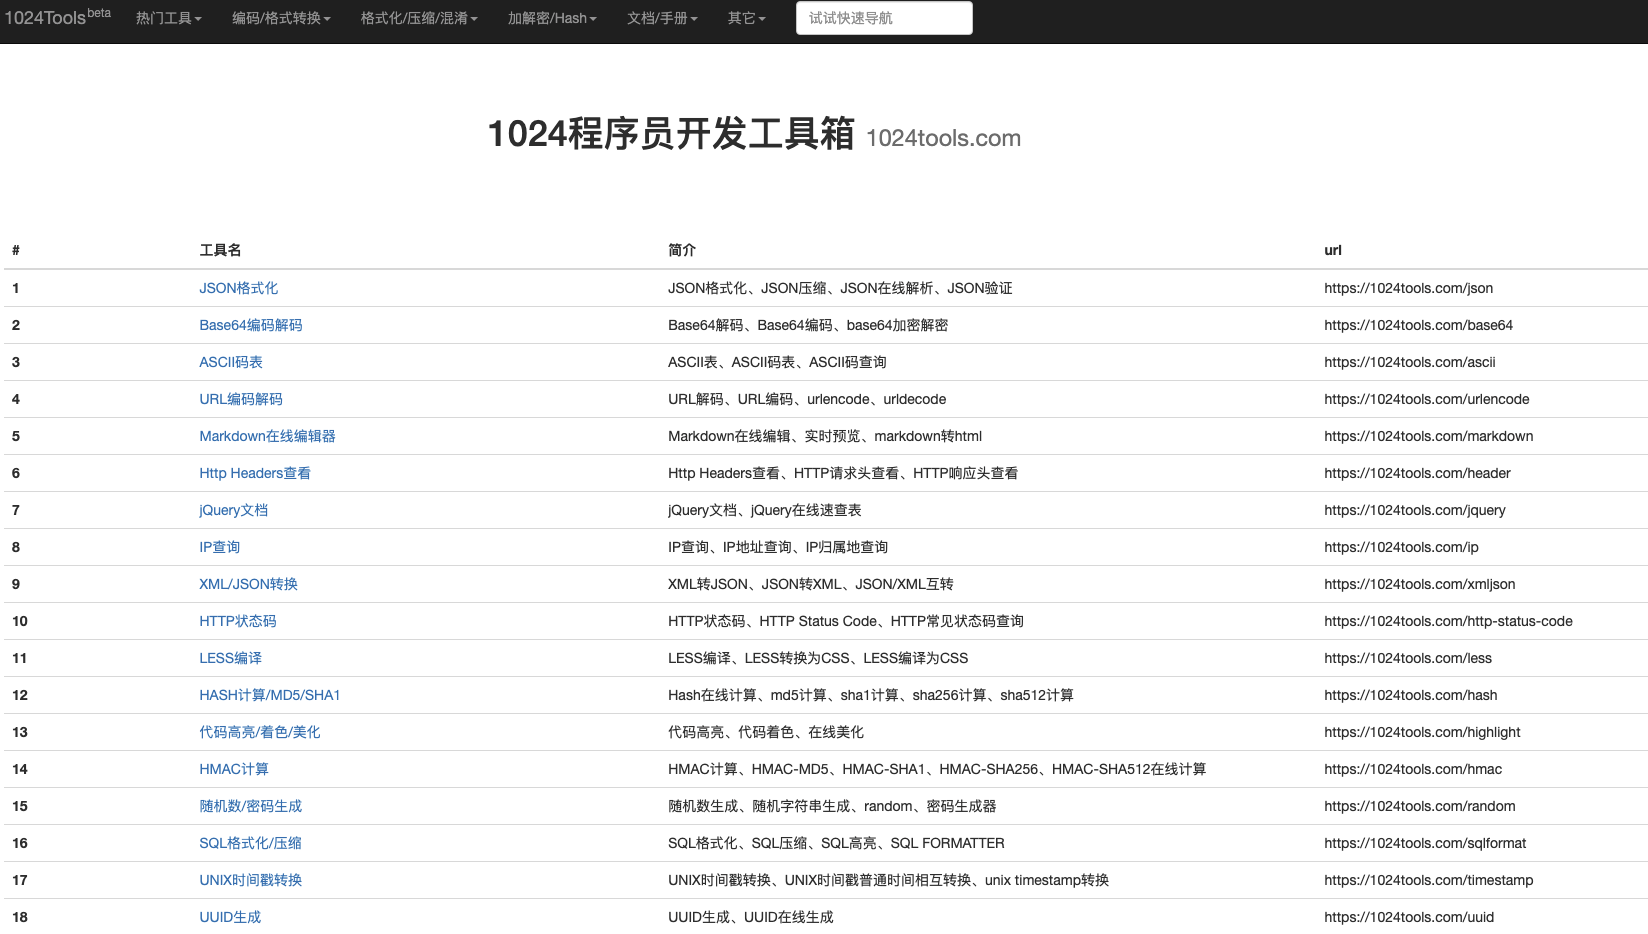 1024Tools beta 热门工具 编码/格式转换 格式化/压缩/混淆 加解密/Hash 文档/手册 其它 试试快速导航
1024程序员开发工具箱 1024tools.com
# 工具名 简介 url
1 JSON格式化 JSON格式化、JSON压缩、JSON在线解析、JSON验证 https://1024tools.com/json
2 Base64编码解码 Base64解码、Base64编码、base64加密解密 https://1024tools.com/base64
3 ASCII码表 ASCII表、ASCII码表、ASCII码查询 https://1024tools.com/ascii
4 URL编码解码 URL解码、URL编码、urlencode、urldecode https://1024tools.com/urlencode
5 Markdown在线编辑器 Markdown在线编辑、实时预览、markdown转html https://1024tools.com/markdown
6 Http Headers查看 Http Headers查看、HTTP请求头查看、HTTP响应头查看 https://1024tools.com/header
7 jQuery文档 jQuery文档、jQuery在线速查表 https://1024tools.com/jquery
8 IP查询 IP查询、IP地址查询、IP归属地查询 https://1024tools.com/ip
9 XML/JSON转换 XML转JSON、JSON转XML、JSON/XML互转 https://1024tools.com/xmljson
10 HTTP状态码 HTTP状态码、HTTP Status Code、HTTP常见状态码查询 https://1024tools.com/http-status-code
11 LESS编译 LESS编译、LESS转换为CSS、LESS编译为CSS https://1024tools.com/less
12 HASH计算/MD5/SHA1 Hash在线计算、md5计算、sha1计算、sha256计算、sha512计算 https://1024tools.com/hash
13 代码高亮/着色/美化 代码高亮、代码着色、在线美化 https://1024tools.com/highlight
14 HMAC计算 HMAC计算、HMAC-MD5、HMAC-SHA1、HMAC-SHA256、HMAC-SHA512在线计算 https://1024tools.com/hmac
15 随机数/密码生成 随机数生成、随机字符串生成、random、密码生成器 https://1024tools.com/random
16 SQL格式化/压缩 SQL格式化、SQL压缩、SQL高亮、SQL FORMATTER https://1024tools.com/sqlformat
17 UNIX时间戳转换 UNIX时间戳转换、UNIX时间戳普通时间相互转换、unix timestamp转换 https://1024tools.com/timestamp
18 UUID生成 UUID生成、UUID在线生成 https://1024tools.com/uuid